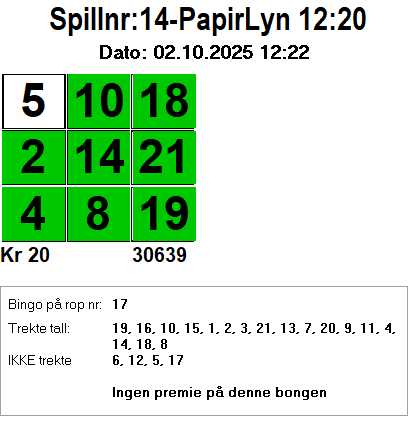 Spillnr:14-PapirLyn 12:20
Dato: 02.10.2025 12:22
5 10 18
2 14 21
4 8 19
Kr 20 30639
Bingo på rop nr: 17
Trekte tall: 19, 16, 10, 15, 1, 2, 3, 21, 13, 7, 20, 9, 11, 4,
14, 18, 8
IKKE trekte 6, 12, 5, 17
Ingen premie på denne bongen